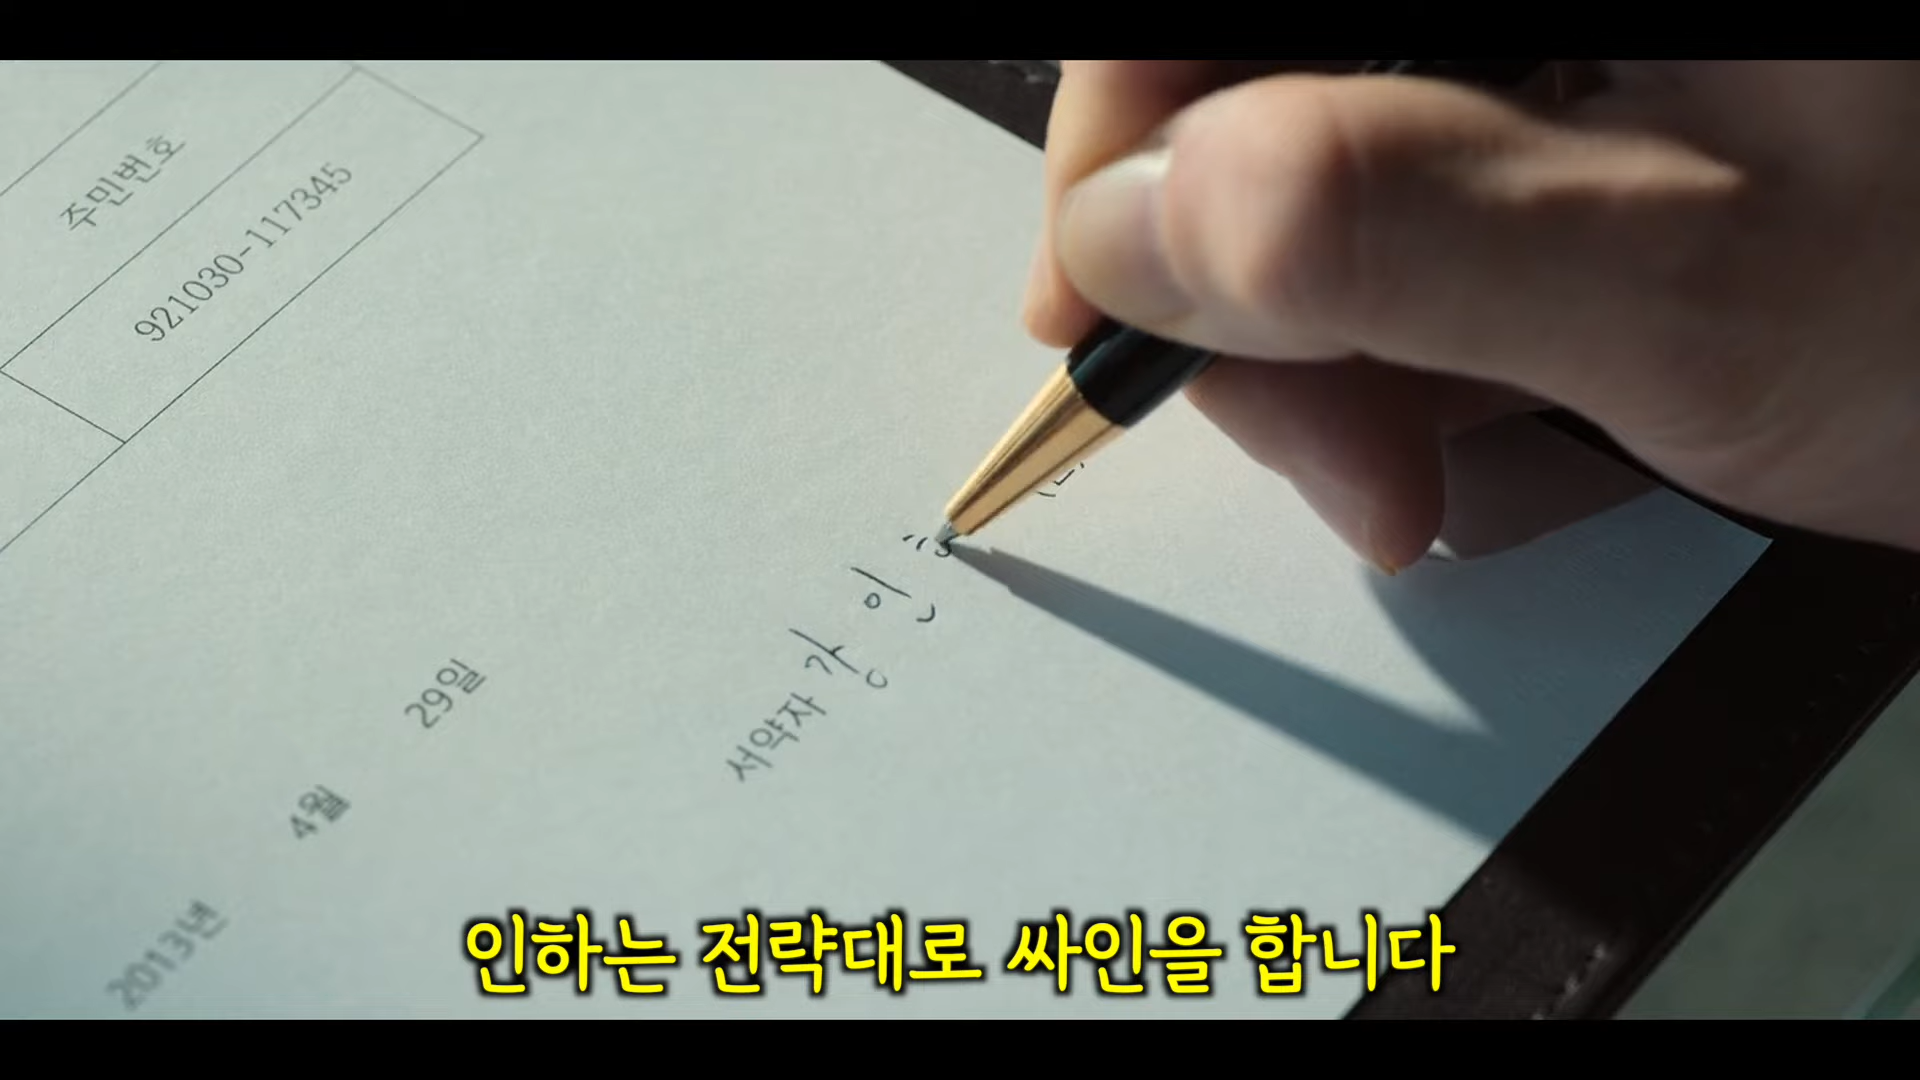 주민번호
921030-117345
2013년 4월 29일
서약자 강 인
인하는 전략대로 싸인을 합니다